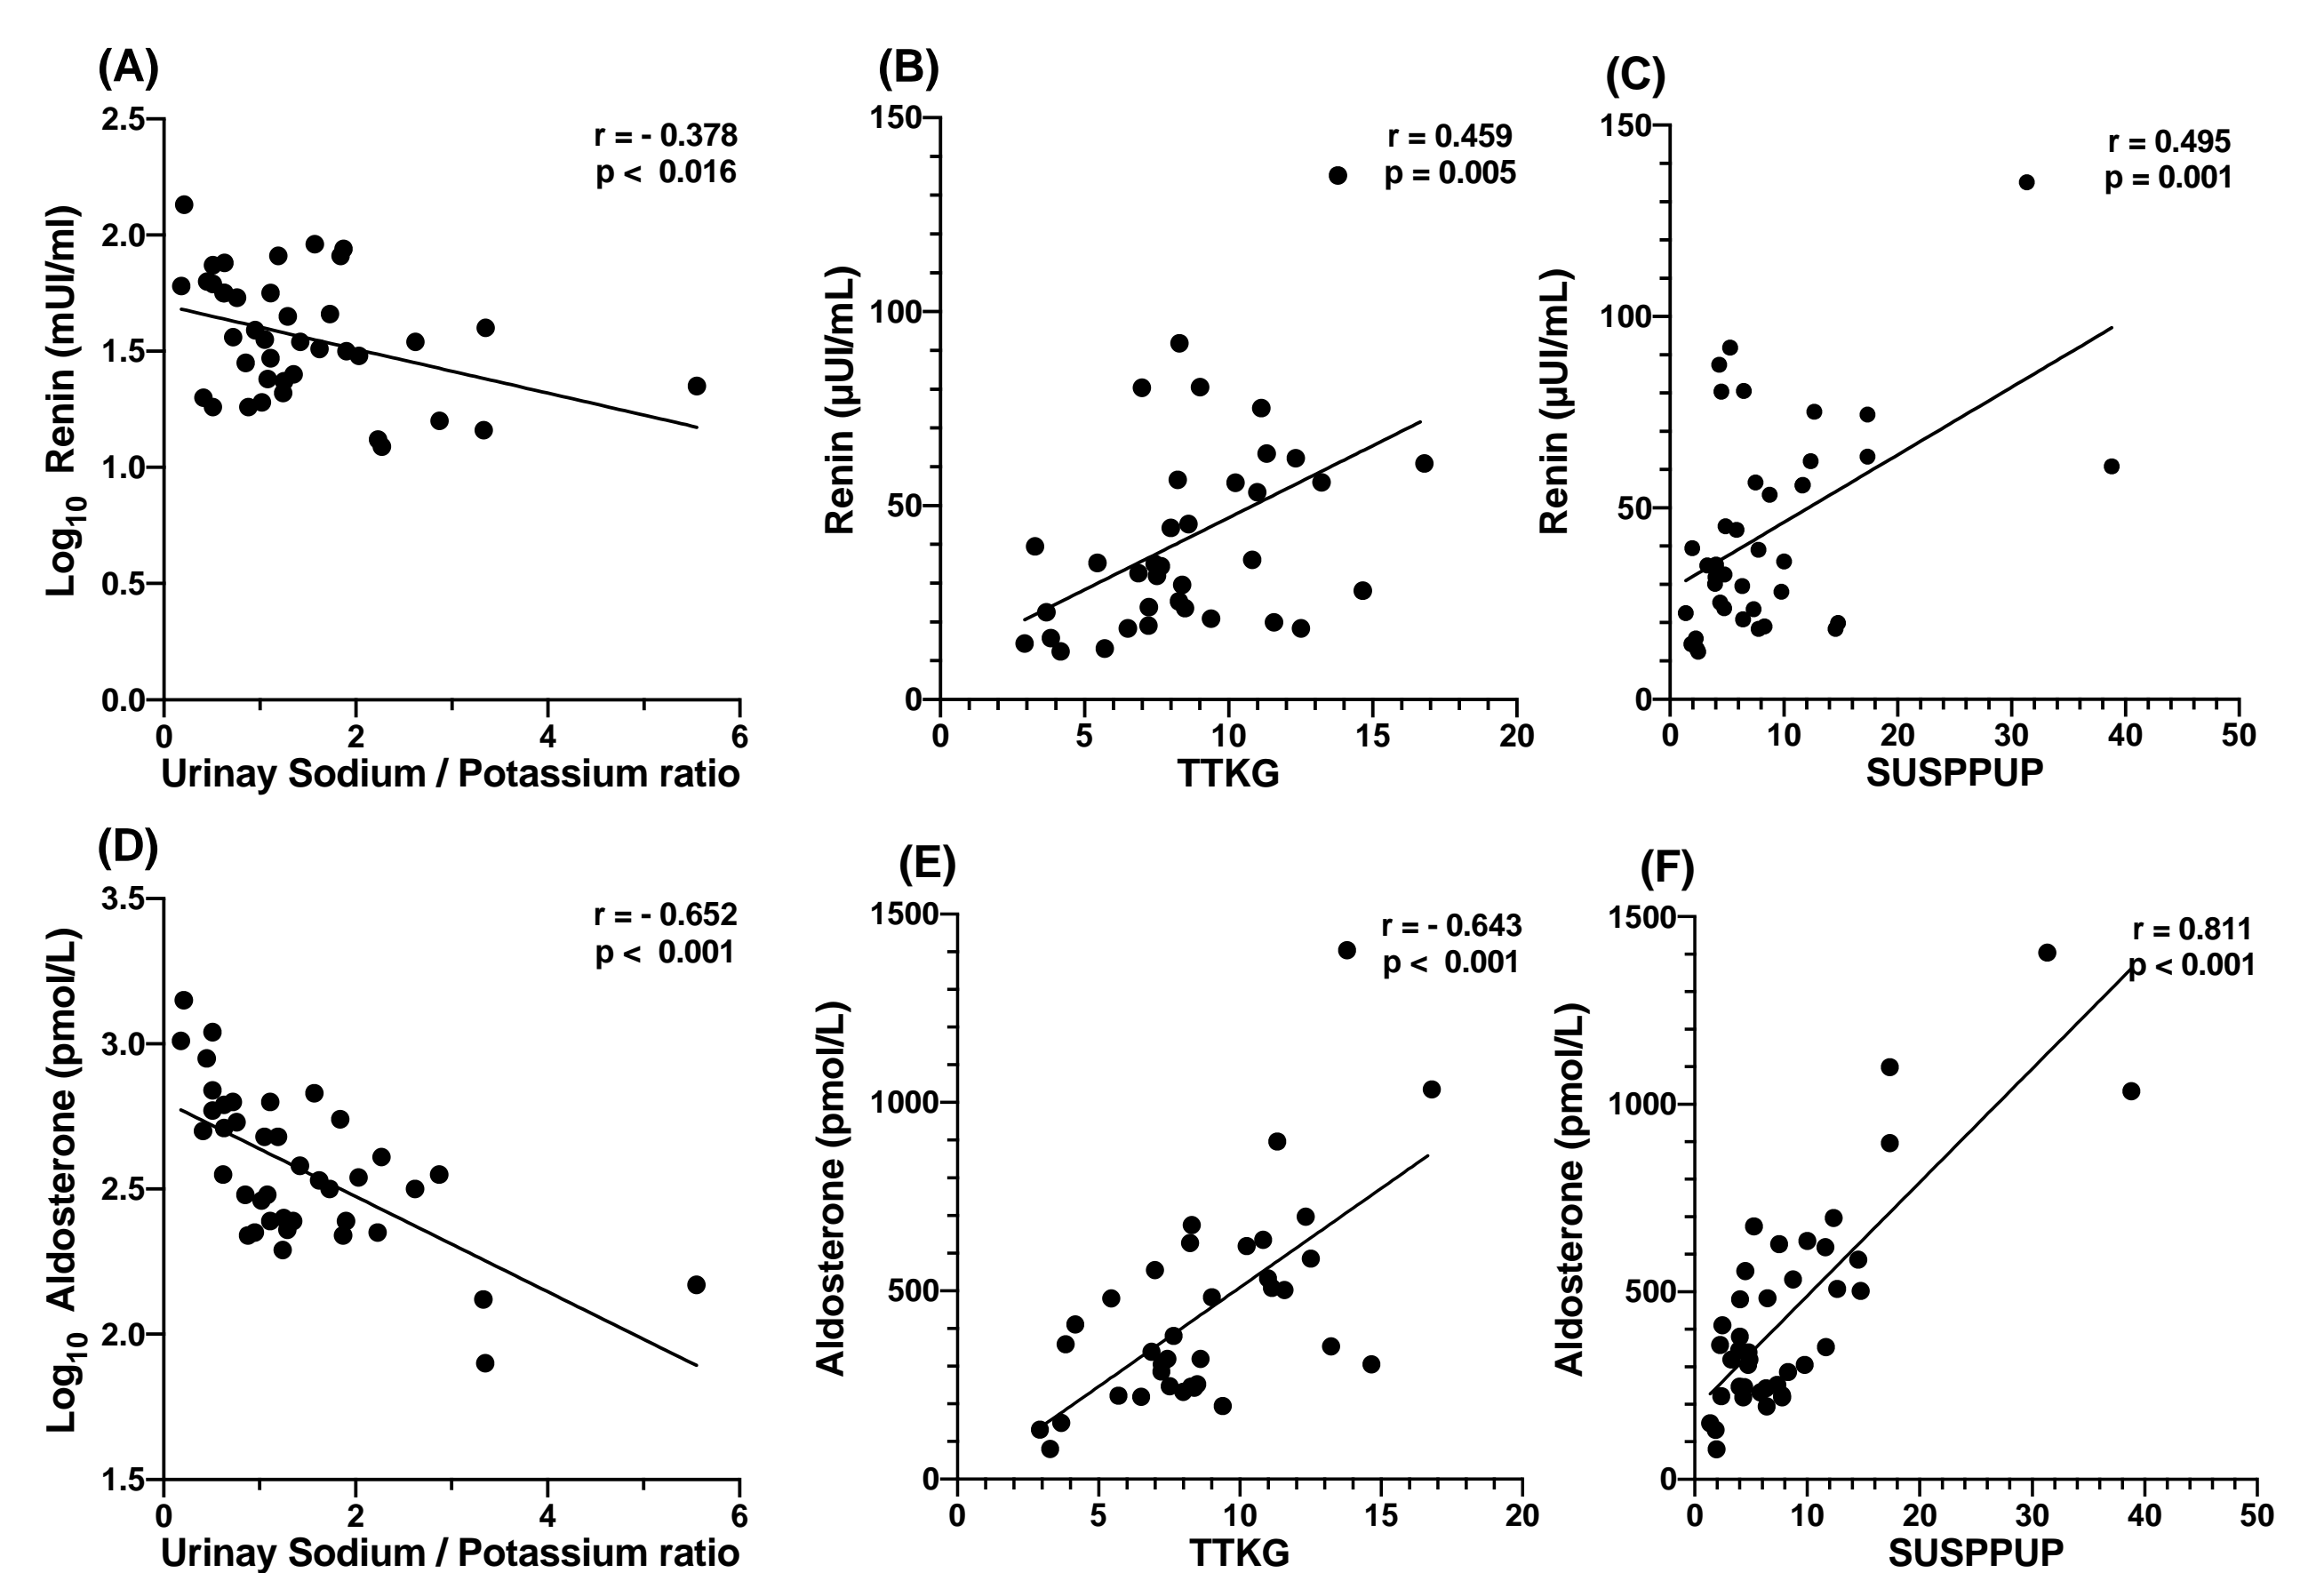 (A)
r = - 0.378
p < 0.016
Log10 Renin (mUI/ml)
2.5
2.0
1.5
1.0
0.5
0.0
0 2 4 6
Urinay Sodium / Potassium ratio
(B)
r = 0.459
p = 0.005
Renin (μUI/mL)
150
100
50
0
0 5 10 15 20
TTKG
(C)
r = 0.495
p = 0.001
Renin (μUI/mL)
150
100
50
0
0 10 20 30 40 50
SUSPPUP
(D)
r = - 0.652
p < 0.001
Log10 Aldosterone (pmol/L)
3.5
3.0
2.5
2.0
1.5
0 2 4 6
Urinay Sodium / Potassium ratio
(E)
r = - 0.643
p < 0.001
Aldosterone (pmol/L)
1500
1000
500
0
0 5 10 15 20
TTKG
(F)
r = 0.811
p < 0.001
Aldosterone (pmol/L)
1500
1000
500
0
0 10 20 30 40 50
SUSPPUP